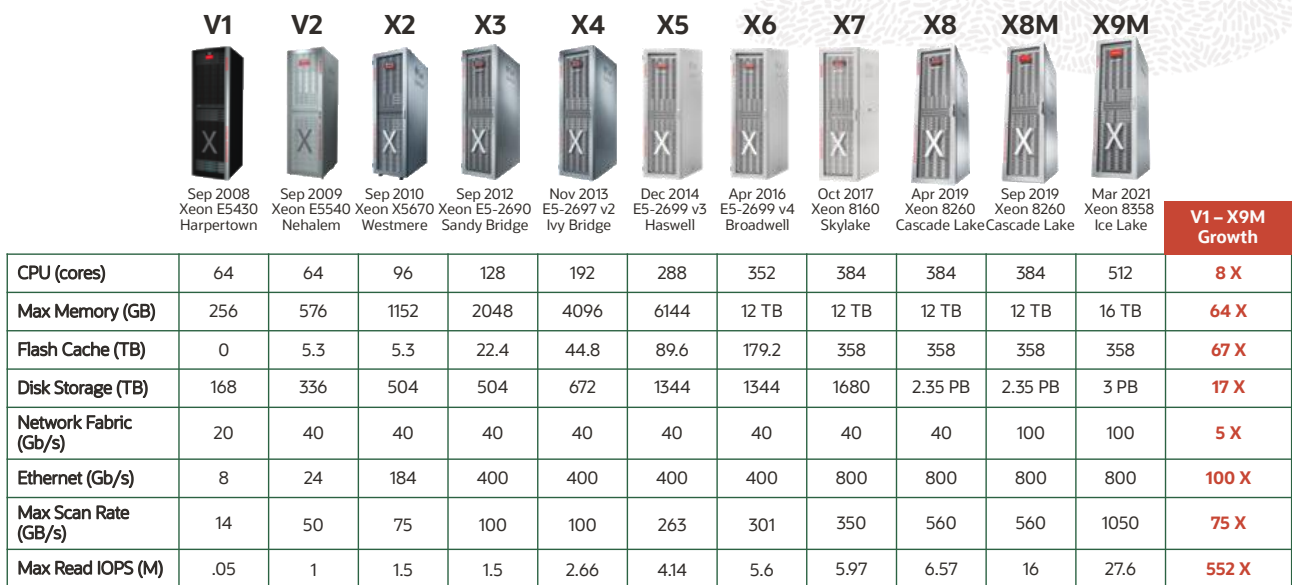 V1 V2 X2 X3 X4 X5 X6 X7 X8 X8M X9M
X X X X X X X X X X X
Sep 2008 Sep 2009 Sep 2010 Sep 2012 Nov 2013 Dec 2014 Apr 2016 Oct 2017 Apr 2019 Sep 2019 Mar 2021
Xeon E5430 Xeon E5540 Xeon X5670 Xeon E5-2690 E5-2697 v2 E5-2699 v3 E5-2699 v4 Xeon 8160 Xeon 8260 Xeon 8260 Xeon 8358
Harpertown Nehalem Westmere Sandy Bridge Ivy Bridge Haswell Broadwell Skylake Cascade Lake Cascade Lake Ice Lake
V1 – X9M
Growth
CPU (cores) 64 64 96 128 192 288 352 384 384 384 512 8 X
Max Memory (GB) 256 576 1152 2048 4096 6144 12 TB 12 TB 12 TB 12 TB 16 TB 64 X
Flash Cache (TB) 0 5.3 5.3 22.4 44.8 89.6 179.2 358 358 358 358 67 X
Disk Storage (TB) 168 336 504 504 672 1344 1344 1680 2.35 PB 2.35 PB 3 PB 17 X
Network Fabric
(Gb/s) 20 40 40 40 40 40 40 40 40 100 100 5 X
Ethernet (Gb/s) 8 24 184 400 400 400 400 800 800 800 800 100 X
Max Scan Rate
(GB/s) 14 50 75 100 100 263 301 350 560 560 1050 75 X
Max Read IOPS (M) .05 1 1.5 1.5 2.66 4.14 5.6 5.97 6.57 16 27.6 552 X